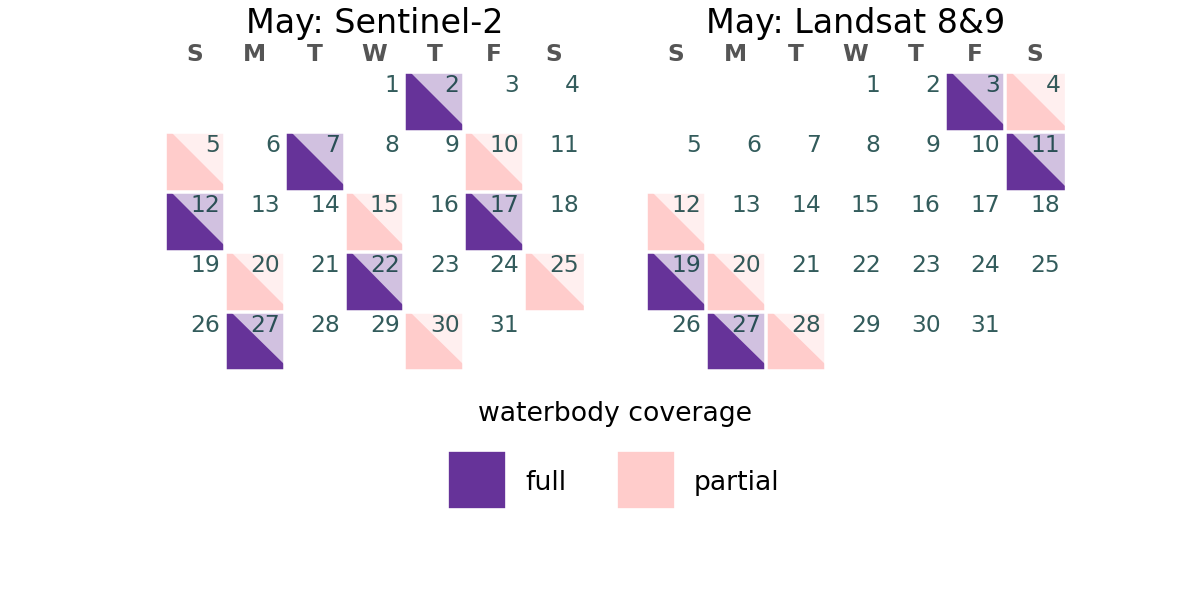 May: Sentinel-2
S M T W T F S
1 2 3 4
5 6 7 8 9 10 11
12 13 14 15 16 17 18
19 20 21 22 23 24 25
26 27 28 29 30 31
May: Landsat 8&9
S M T W T F S
1 2 3 4
5 6 7 8 9 10 11
12 13 14 15 16 17 18
19 20 21 22 23 24 25
26 27 28 29 30 31
waterbody coverage
full partial